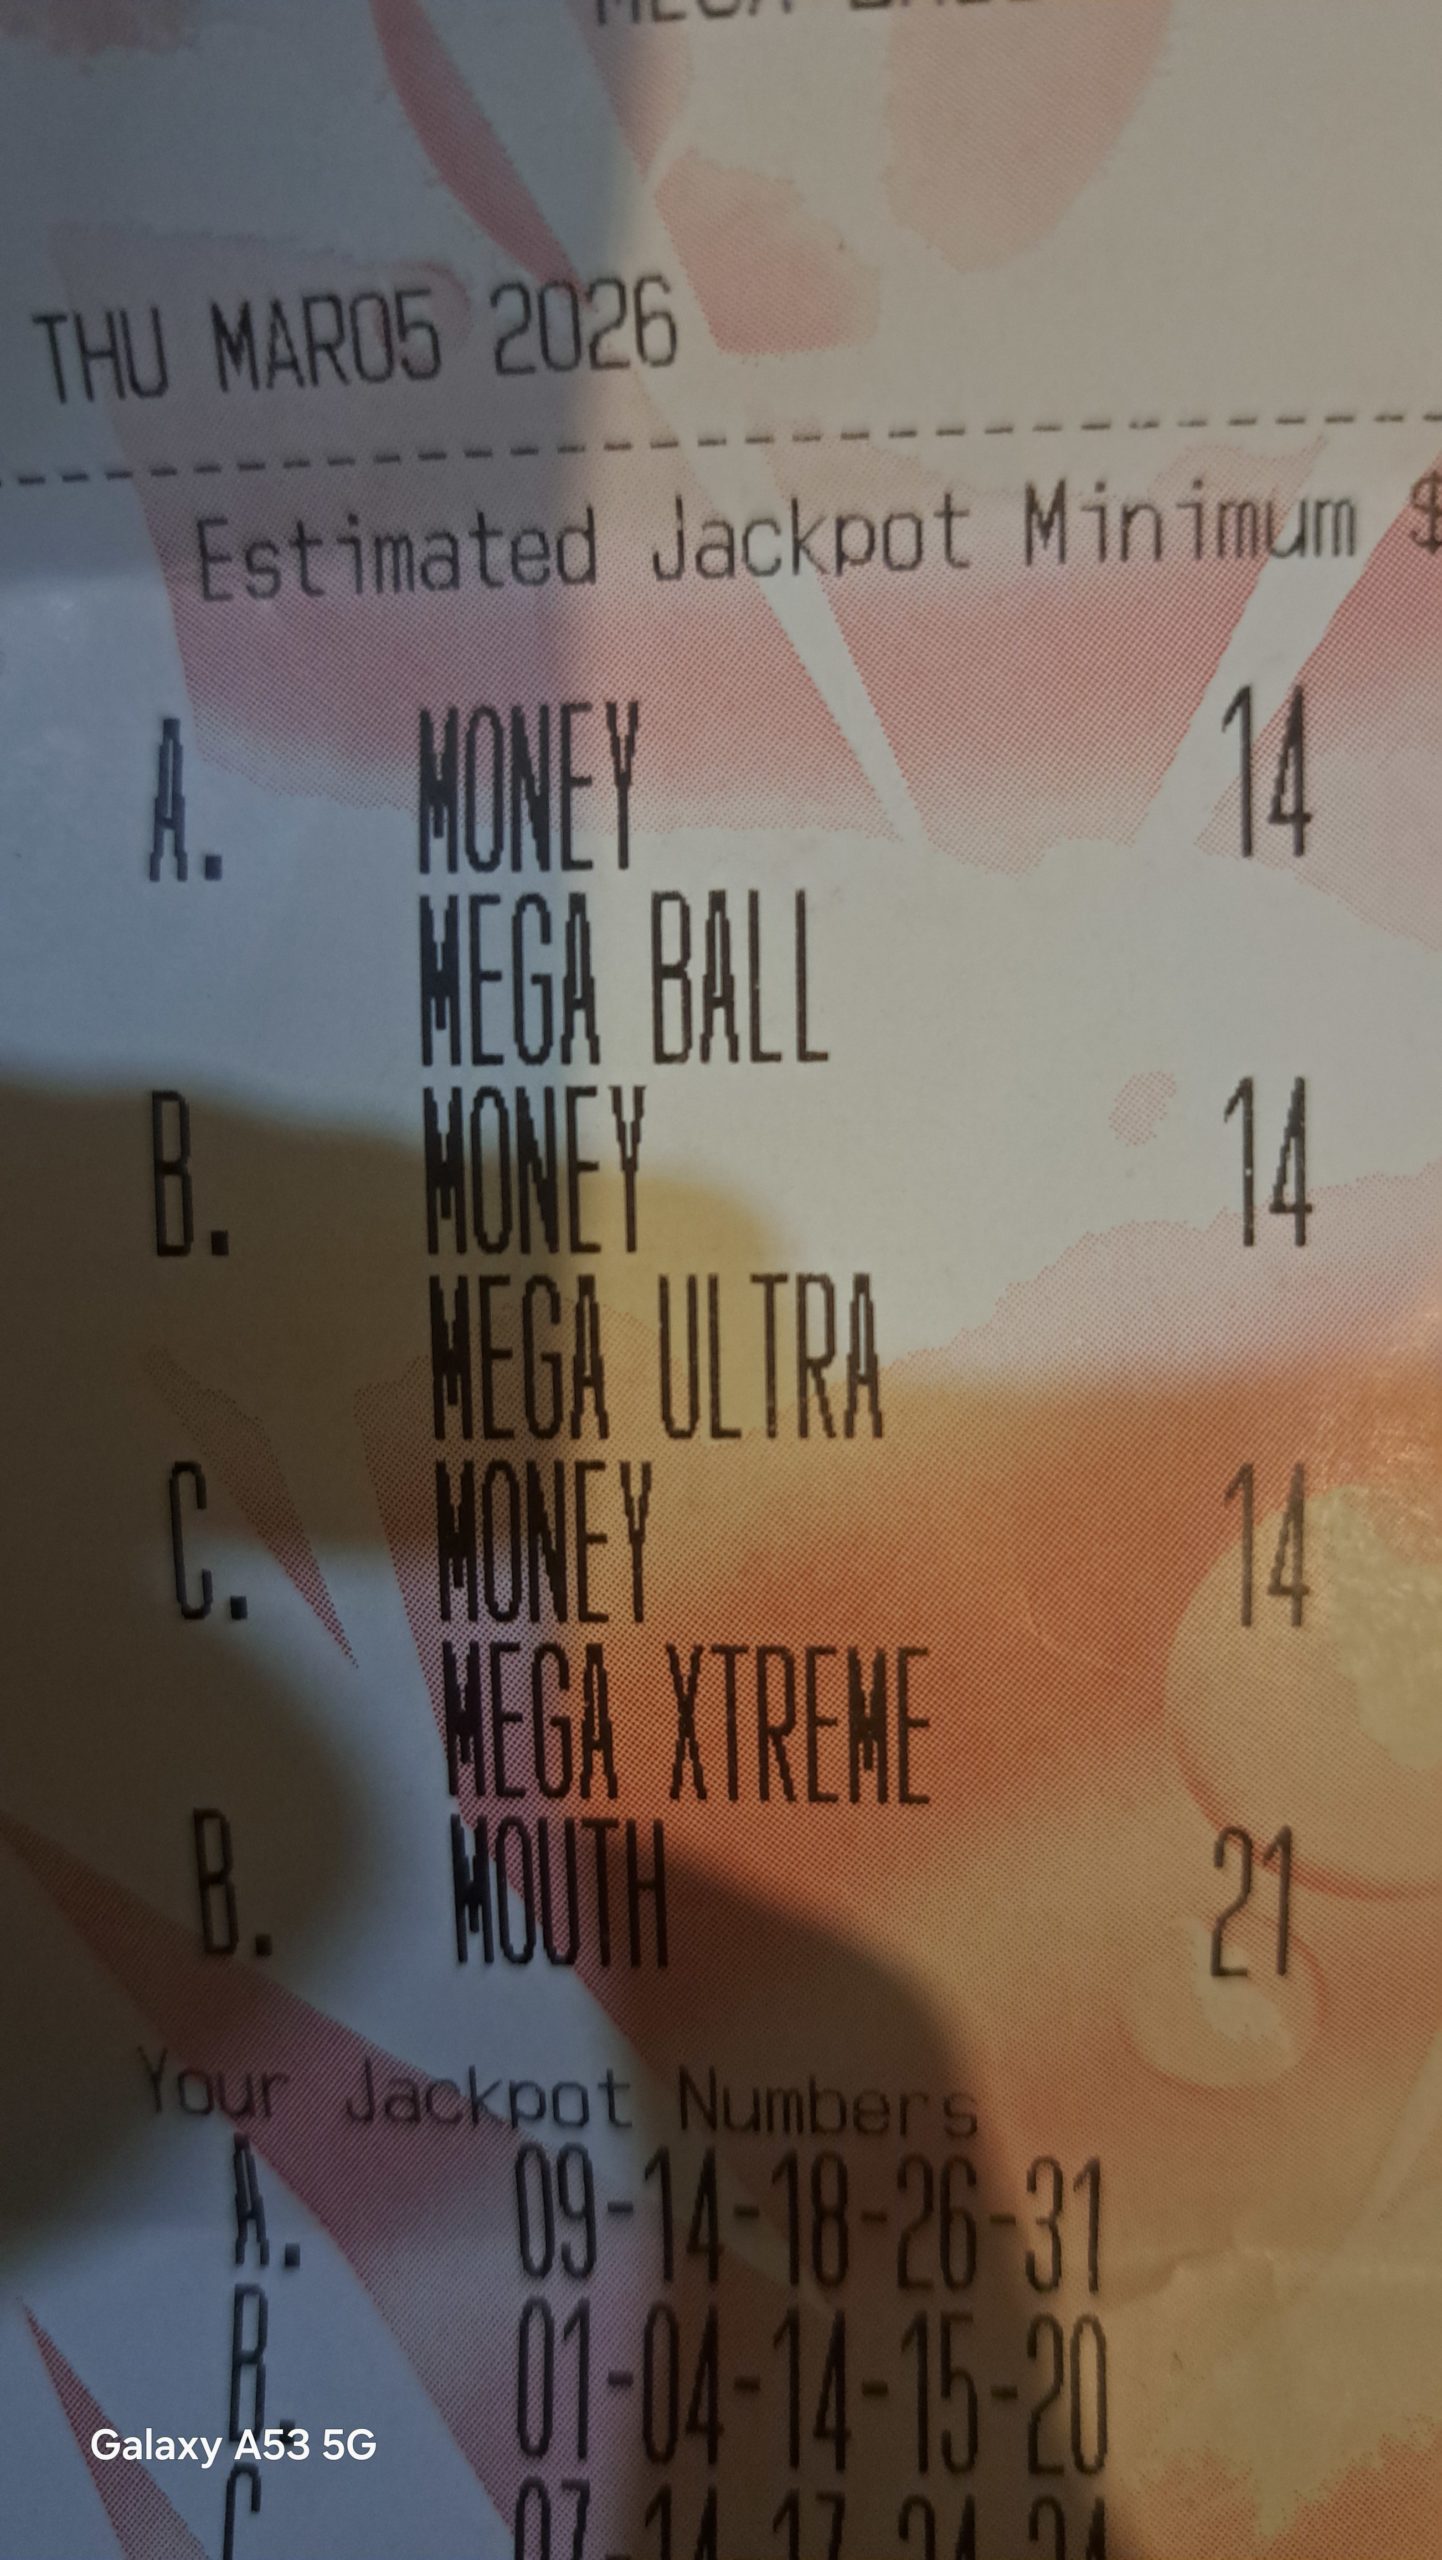 THU MAR05 2026
Estimated Jackpot Minimum $
A. MONEY 14
MEGA BALL
B. MONEY 14
MEGA ULTRA
C. MONEY 14
MEGA XTREME
B. MOUTH 21
Your Jackpot Numbers
A. 09-14-18-26-31
B. 01-04-14-15-20
Galaxy A53 5G